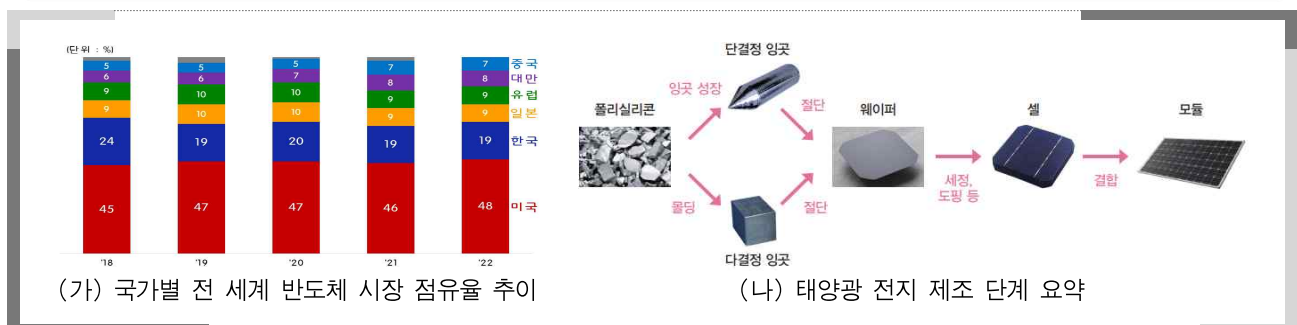 (단위 : %)
5 5 5 7 7 중국
6 6 7 8 8 대만
9 10 10 9 9 유럽
9 10 10 9 9 일본
24 19 20 19 19 한국
45 47 47 46 48 미국
'18 '19 '20 '21 '22
(가) 국가별 전 세계 반도체 시장 점유율 추이
단결정 잉곳
잉곳 성장
절단
폴리실리콘
웨이퍼
셀
모듈
세정,
도핑 등
결합
몰딩
절단
다결정 잉곳
(나) 태양광 전지 제조 단계 요약